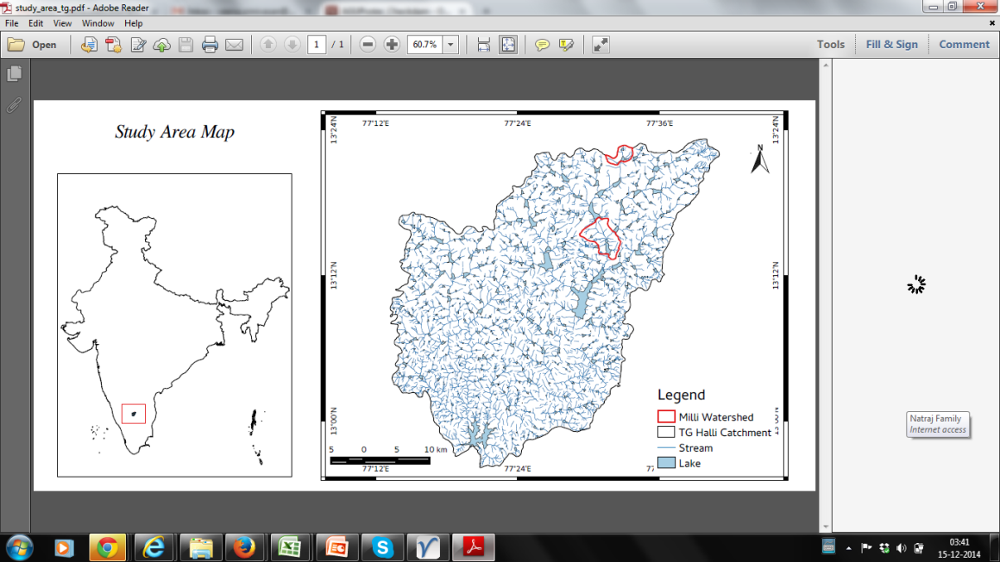 study_area_tg.pdf - Adobe Reader
File Edit View Window Help
Open
1 / 1
60.7%
Tools Fill & Sign Comment
Study Area Map
77°12'E 77°24'E 77°36'E
13°24'N 13°24'N
N
13°12'N 13°12'N
13°00'N
Legend
Milli Watershed
TG Halli Catchment
Stream
Lake
5 0 5 10 km
77°12'E 77°24'E
Natraj Family
Internet access
03:41
15-12-2014